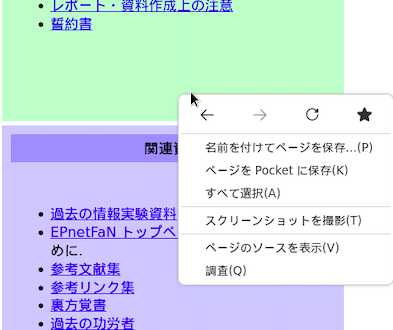 レポート・資料作成上の注意
誓約書
関連
過去の情報実験資料
EPnetFaN トップペ
めに.
参考文献集
参考リンク集
裏方覚書
過去の功労者
名前を付けてページを保存...(P)
ページを Pocket に保存(K)
すべて選択(A)
スクリーンショットを撮影(T)
ページのソースを表示(V)
調査(Q)